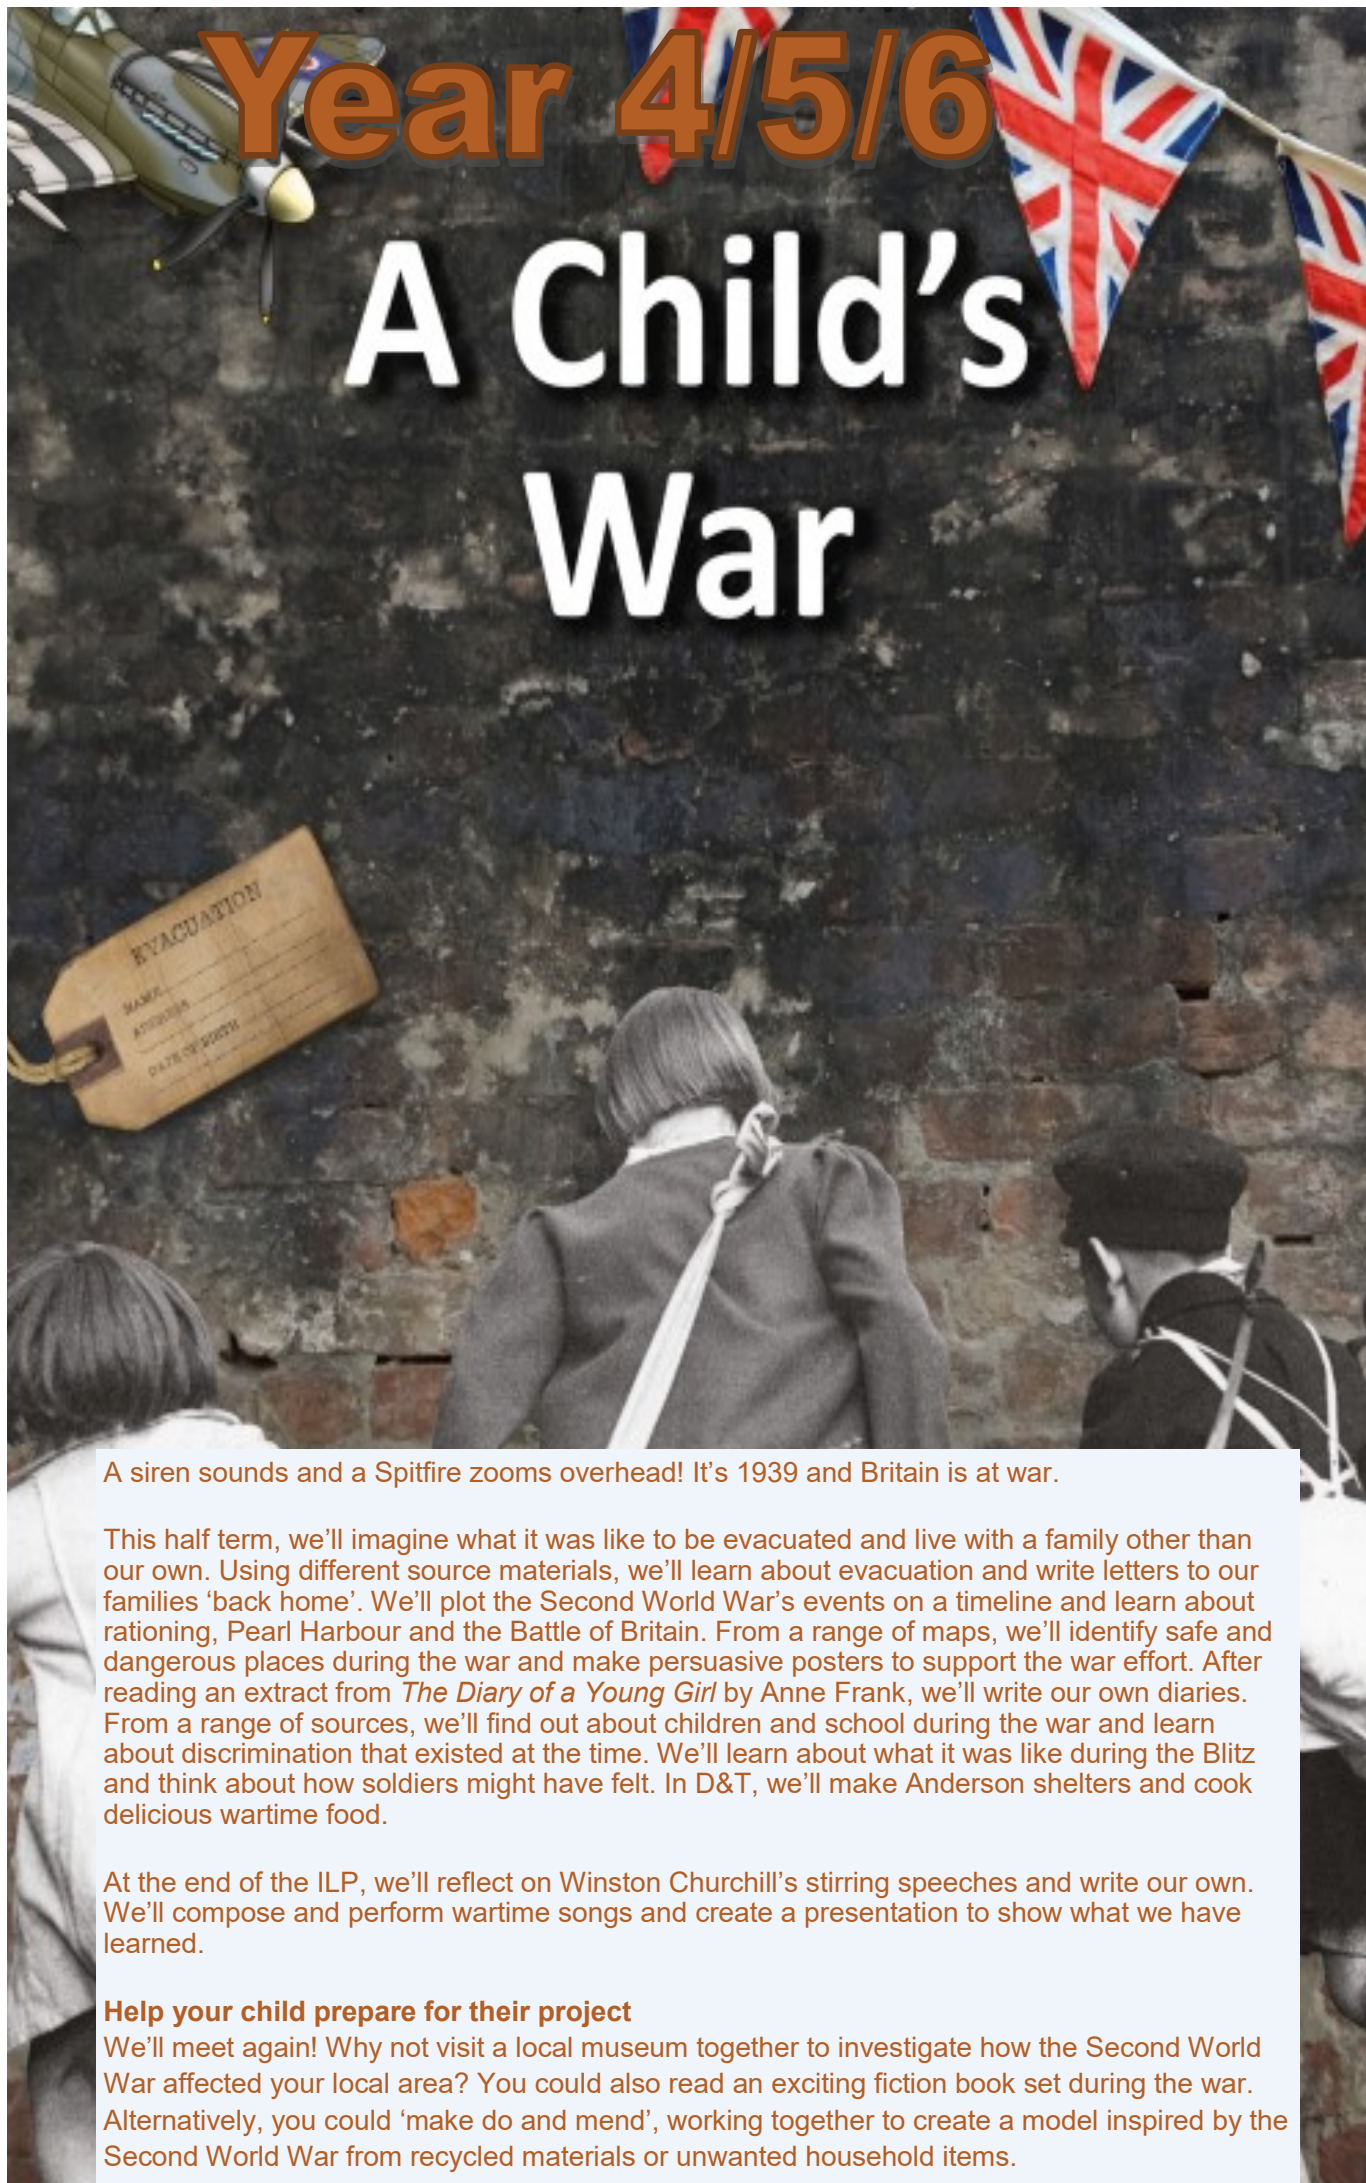 Year 4/5/6
A Child’s
War
EVACUATION
NAME
ADDRESS
DATE OF BIRTH
A siren sounds and a Spitfire zooms overhead! It’s 1939 and Britain is at war.
This half term, we’ll imagine what it was like to be evacuated and live with a family other than
our own. Using different source materials, we’ll learn about evacuation and write letters to our
families ‘back home’. We’ll plot the Second World War’s events on a timeline and learn about
rationing, Pearl Harbour and the Battle of Britain. From a range of maps, we’ll identify safe and
dangerous places during the war and make persuasive posters to support the war effort. After
reading an extract from The Diary of a Young Girl by Anne Frank, we’ll write our own diaries.
From a range of sources, we’ll find out about children and school during the war and learn
about discrimination that existed at the time. We’ll learn about what it was like during the Blitz
and think about how soldiers might have felt. In D&T, we’ll make Anderson shelters and cook
delicious wartime food.
At the end of the ILP, we’ll reflect on Winston Churchill’s stirring speeches and write our own.
We’ll compose and perform wartime songs and create a presentation to show what we have
learned.
Help your child prepare for their project
We’ll meet again! Why not visit a local museum together to investigate how the Second World
War affected your local area? You could also read an exciting fiction book set during the war.
Alternatively, you could ‘make do and mend’, working together to create a model inspired by the
Second World War from recycled materials or unwanted household items.